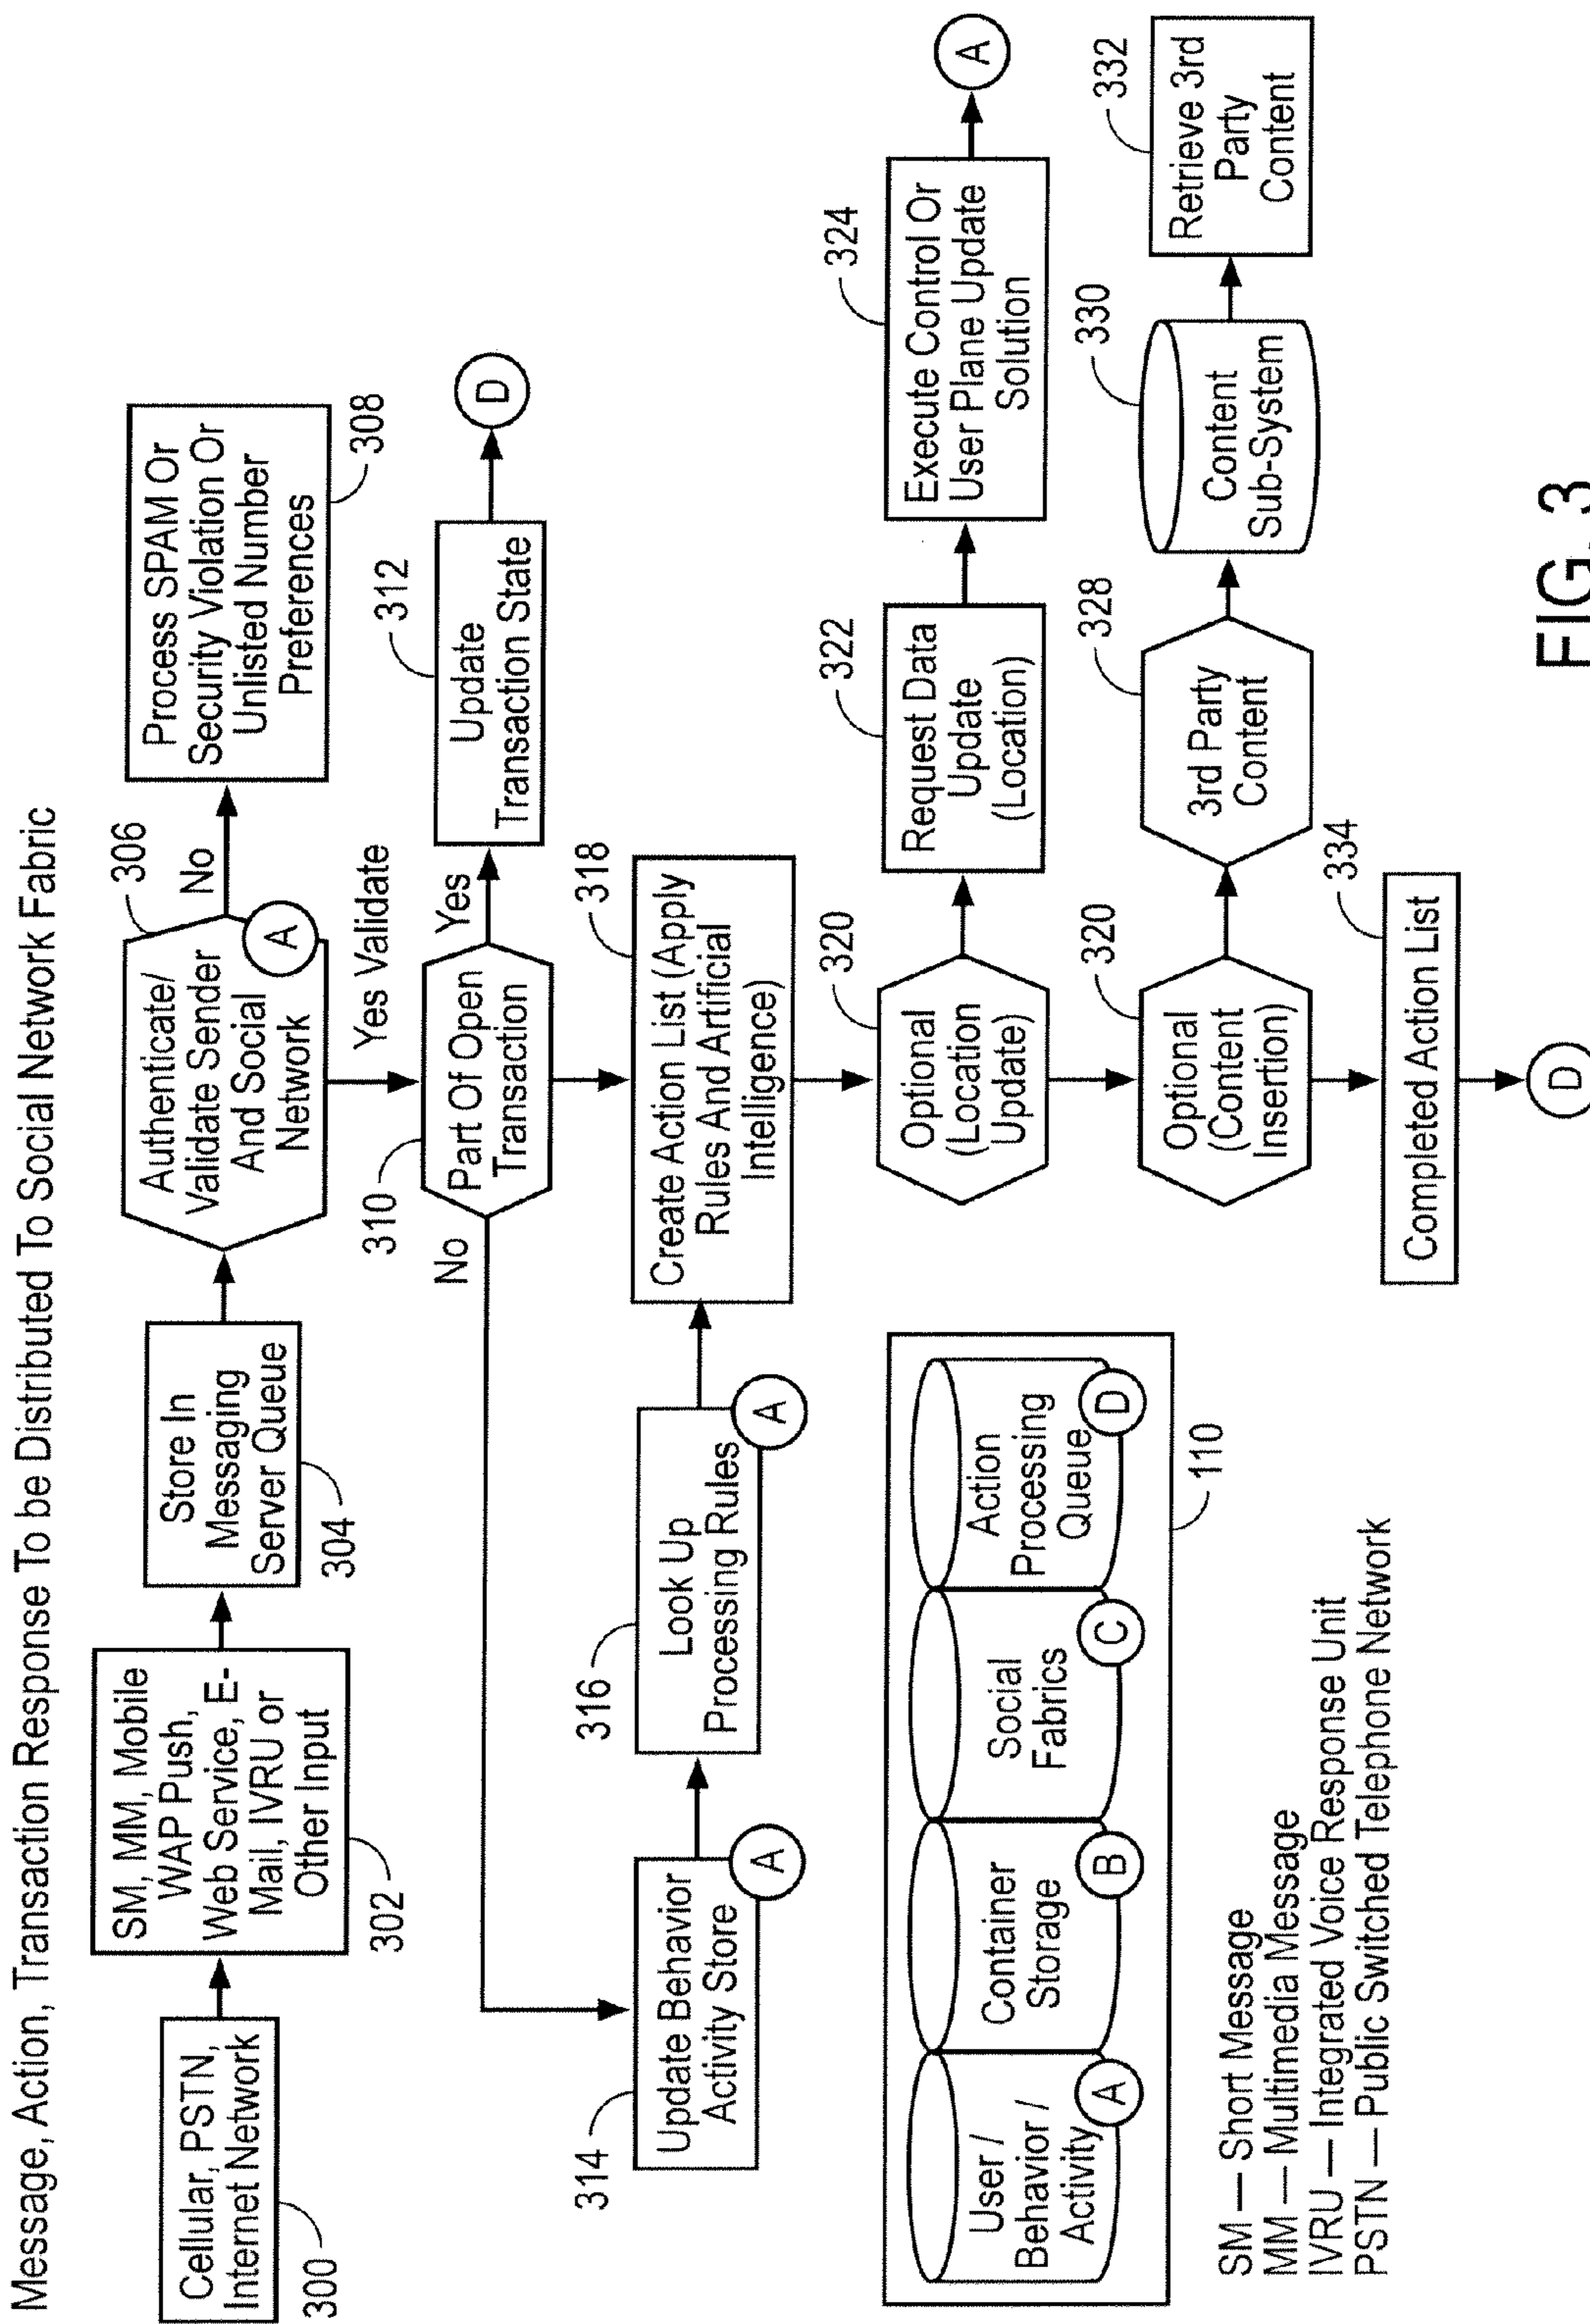 Message, Action, Transaction Response To be Distributed To Social Network Fabric
Cellular, PSTN,
Internet Network
300
SM, MM, Mobile
WAP Push,
Web Service, E-
Mail, IVRU or
Other Input
302
Store In
Messaging
Server Queue
304
306
Authenticate/
Validate Sender
And Social
Network
A
No
Process SPAM Or
Security Violation Or
Unlisted Number
Preferences
308
Yes Validate
310
Part Of Open
Transaction
Yes
No
312
Update
Transaction State
D
314
Update Behavior
Activity Store
A
316
Look Up
Processing Rules
A
318
Create Action List (Apply
Rules And Artificial
Intelligence)
320
Optional
(Location
Update)
322
Request Data
Update
(Location)
324
Execute Control Or
User Plane Update
Solution
A
320
Optional
(Content
Insertion)
328
3rd Party
Content
330
Content
Sub-System
332
Retrieve 3rd
Party
Content
334
Completed Action List
D
User /
Behavior /
Activity
A
Container
Storage
B
Social
Fabrics
C
Action
Processing
Queue
D
110
SM — Short Message
MM — Multimedia Message
IVRU — Integrated Voice Response Unit
PSTN — Public Switched Telephone Network
FIG. 3